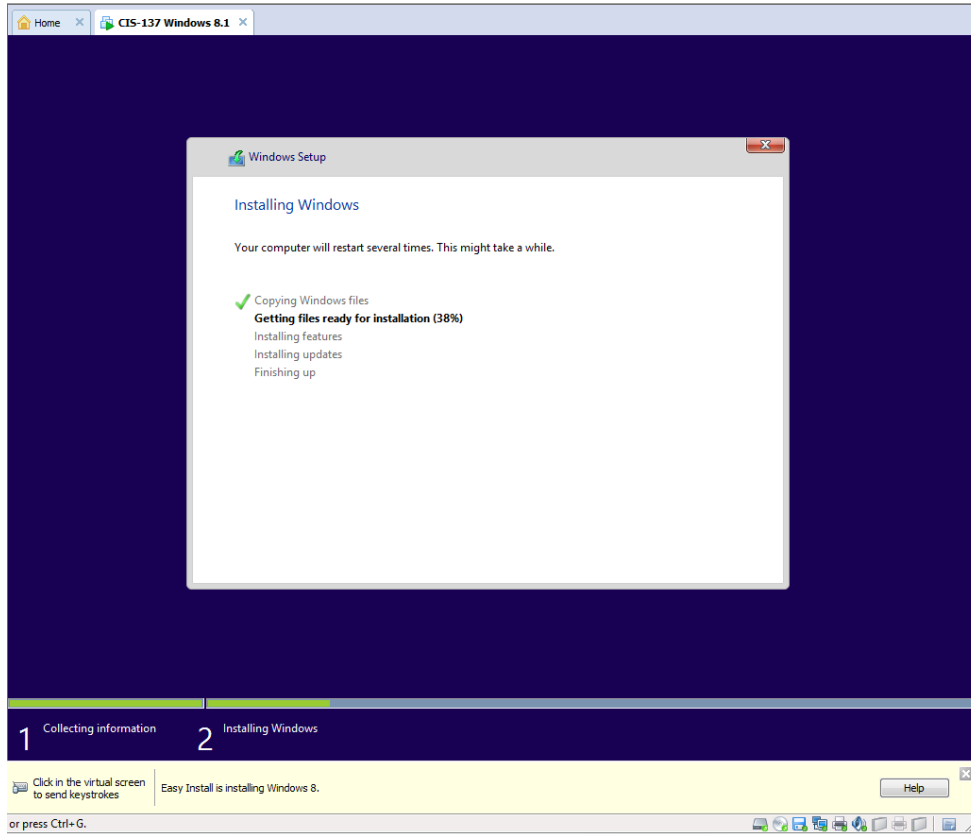 Home
CIS-137 Windows 8.1
Windows Setup
Installing Windows
Your computer will restart several times. This might take a while.
Copying Windows files
Getting files ready for installation (38%)
Installing features
Installing updates
Finishing up
1 Collecting information 2 Installing Windows
Click in the virtual screen
to send keystrokes
Easy Install is installing Windows 8.
Help
or press Ctrl+G.